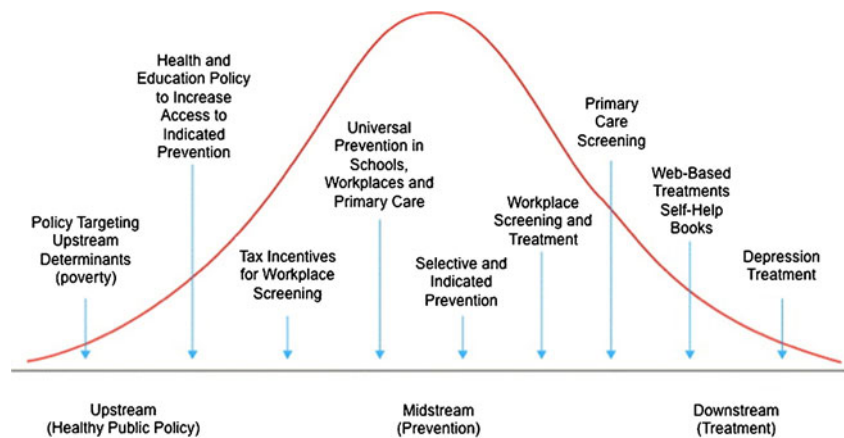 Health and
Education Policy
to Increase
Access to
Indicated
Prevention
Primary
Care
Screening
Universal
Prevention in
Schools,
Workplaces and
Primary Care
Web-Based
Treatments
Self-Help
Books
Workplace
Screening and
Treatment
Policy Targeting
Upstream
Determinants
(poverty)
Tax Incentives
for Workplace
Screening
Selective and
Indicated
Prevention
Depression
Treatment
Upstream
(Healthy Public Policy)
Midstream
(Prevention)
Downstream
(Treatment)